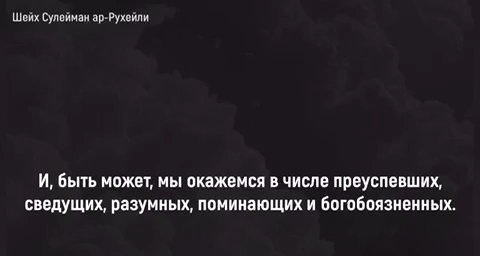 Шейх Сулейман ар-Рухейли
И, быть может, мы окажемся в числе преуспевших,
сведущих, разумных, поминающих и богобоязненных.